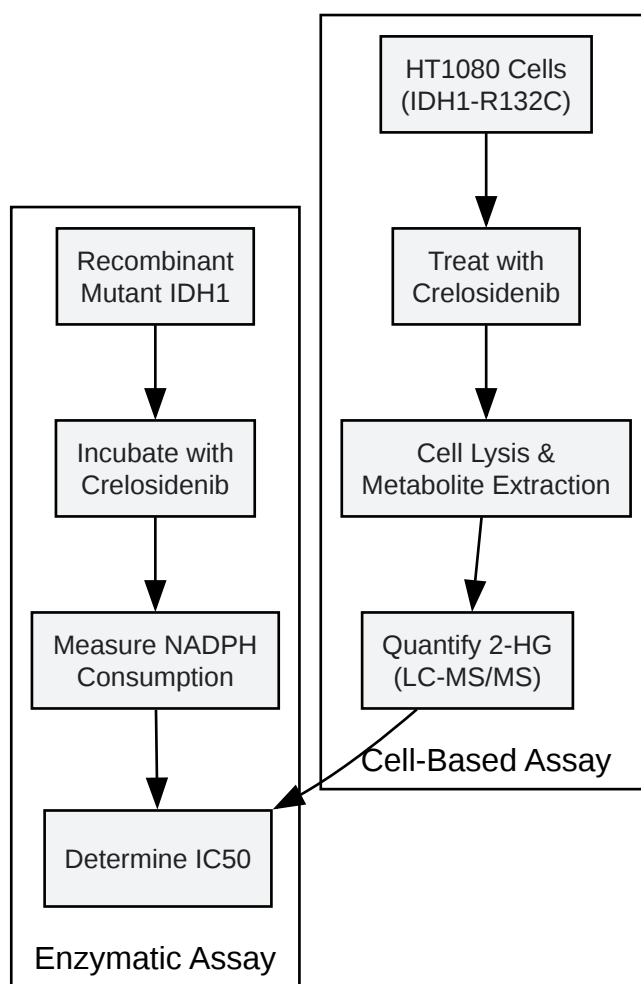 HT1080 Cells
(IDH1-R132C)
Treat with
Crelosidenib
Cell Lysis &
Metabolite Extraction
Quantify 2-HG
(LC-MS/MS)
Cell-Based Assay
Recombinant
Mutant IDH1
Incubate with
Crelosidenib
Measure NADPH
Consumption
Determine IC50
Enzymatic Assay